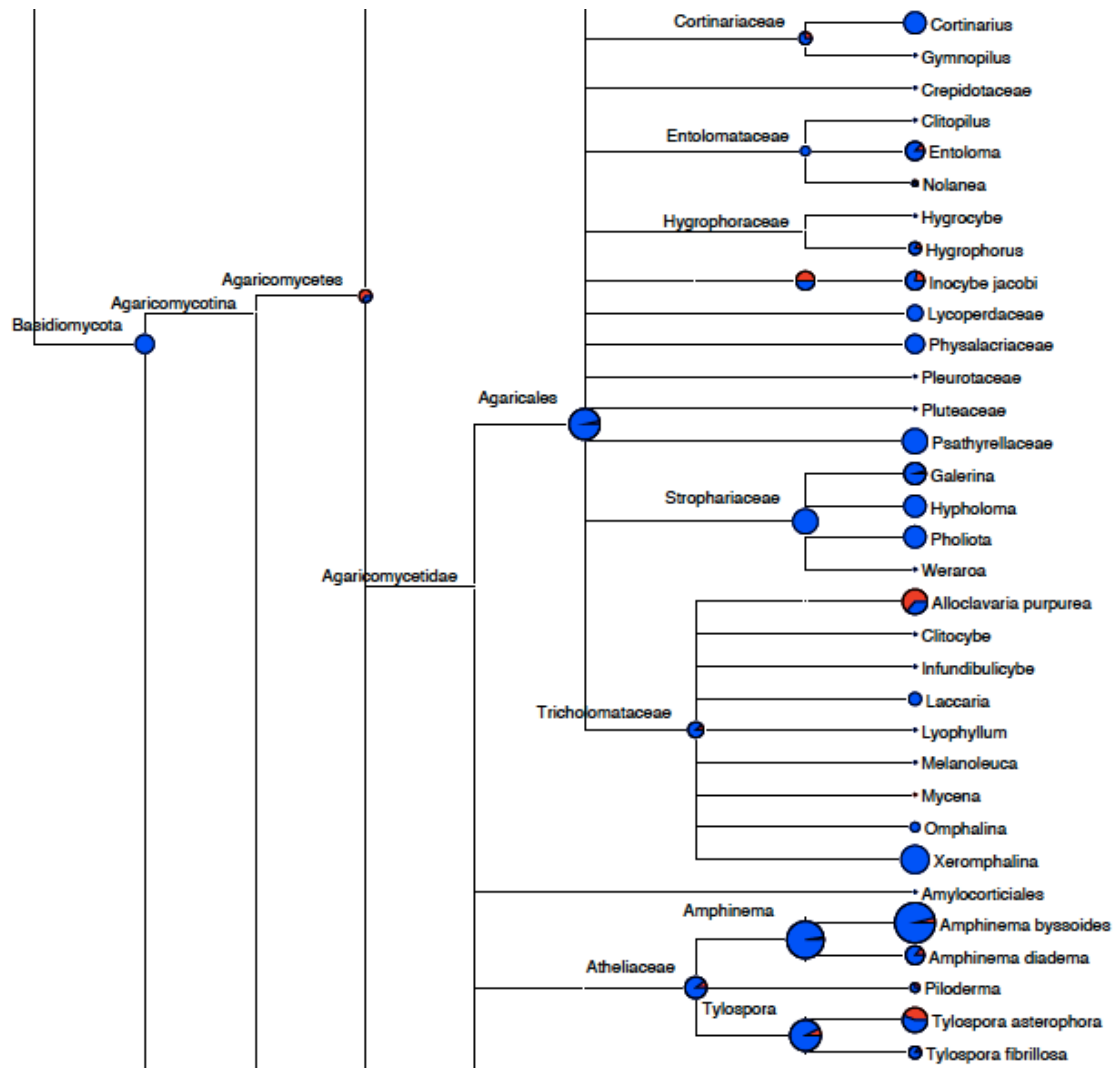 Cortinariaceae
Cortinarius
Gymnopilus
Crepidotaceae
Clitopilus
Entolomataceae
Entoloma
Nolanea
Hygrocybe
Hygrophoraceae
Hygrophorus
Agaricomycetes
Inocybe jacobi
Agaricomycotina
Lycoperdaceae
Basidiomycota
Physalacriaceae
Pleurotaceae
Agaricales
Pluteaceae
Psathyrellaceae
Galerina
Strophariaceae
Hypholoma
Pholiota
Weraroa
Agaricomycetidae
Alloclavaria purpurea
Clitocybe
Infundibulicybe
Laccaria
Tricholomataceae
Lyophyllum
Melanoleuca
Mycena
Omphalina
Xeromphalina
Amylocorticiales
Amphinema
Amphinema byssoides
Amphinema diadema
Atheliaceae
Piloderma
Tylospora
Tylospora asterophora
Tylospora fibrillosa